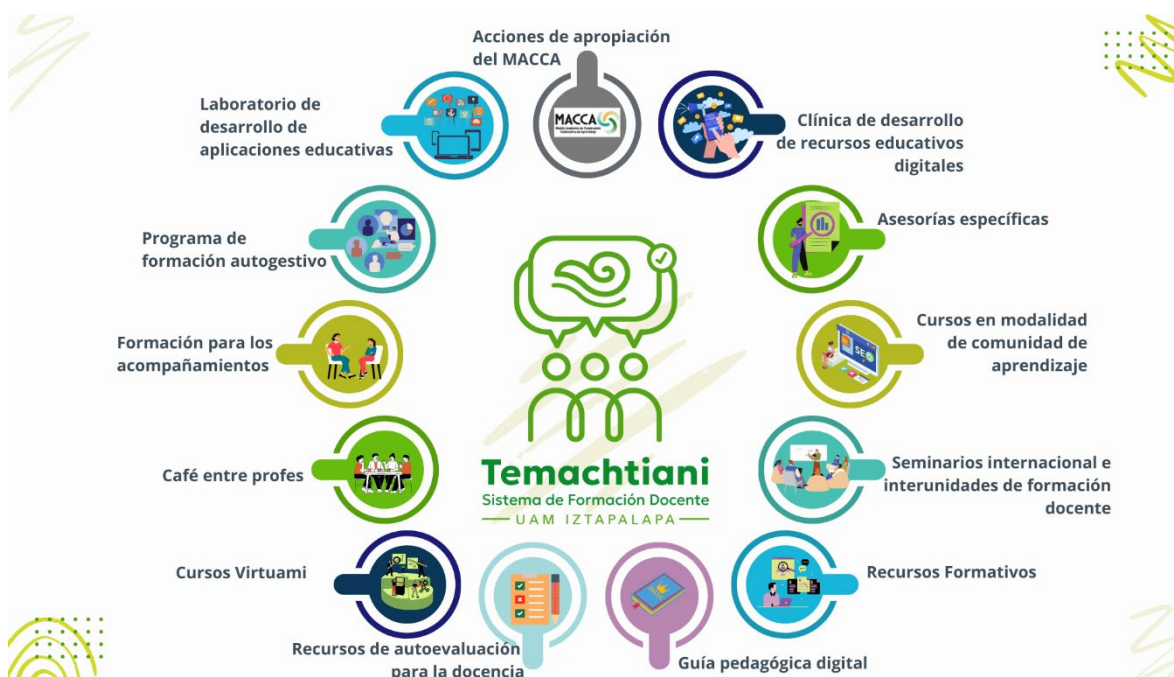 Acciones de apropiación
del MACCA
MACCA
Laboratorio de
desarrollo de
aplicaciones educativas
Clínica de desarrollo
de recursos educativos
digitales
Programa de
formación autogestivo
Asesorías específicas
Formación para los
acompañamientos
Cursos en modalidad
de comunidad de
aprendizaje
SEO
Café entre profes
Seminarios internacional e
interunidades de formación
docente
Temachtiani
Sistema de Formación Docente
UAM IZTAPALAPA
Cursos Virtuami
Recursos Formativos
Recursos de autoevaluación
para la docencia
Guía pedagógica digital